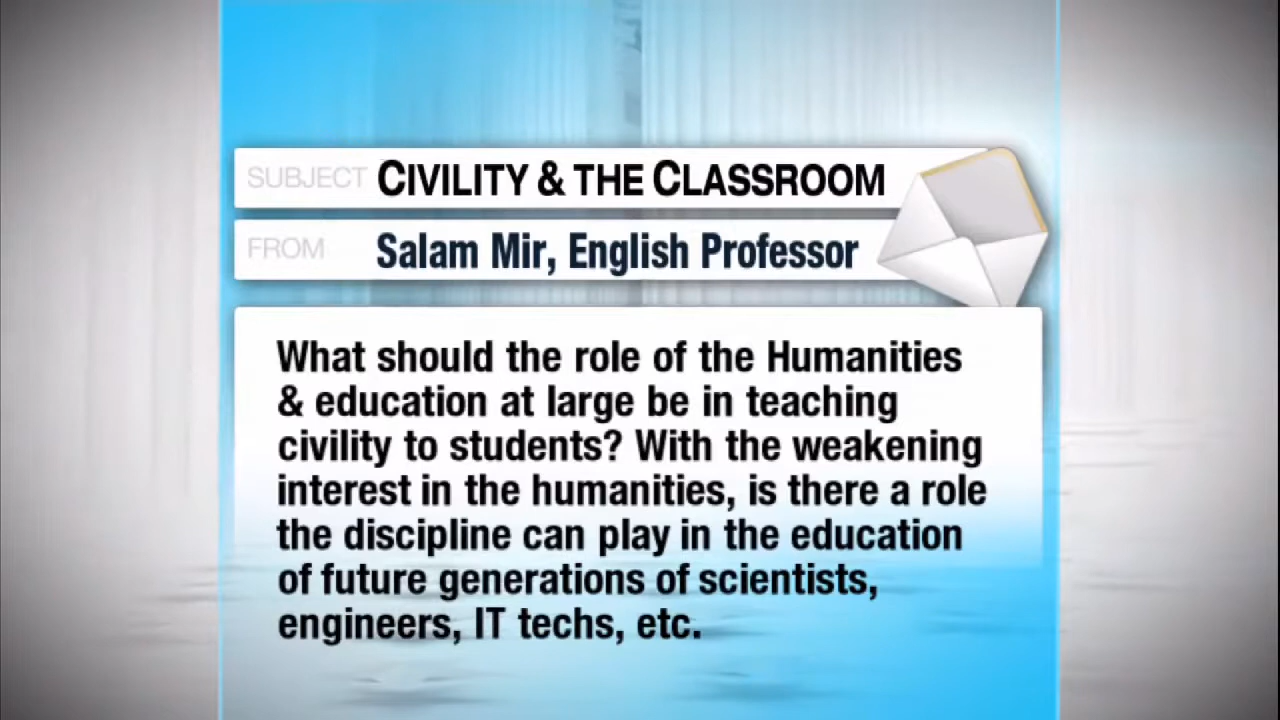 SUBJECT CIVILITY & THE CLASSROOM
FROM Salam Mir, English Professor
What should the role of the Humanities
& education at large be in teaching
civility to students? With the weakening
interest in the humanities, is there a role
the discipline can play in the education
of future generations of scientists,
engineers, IT techs, etc.